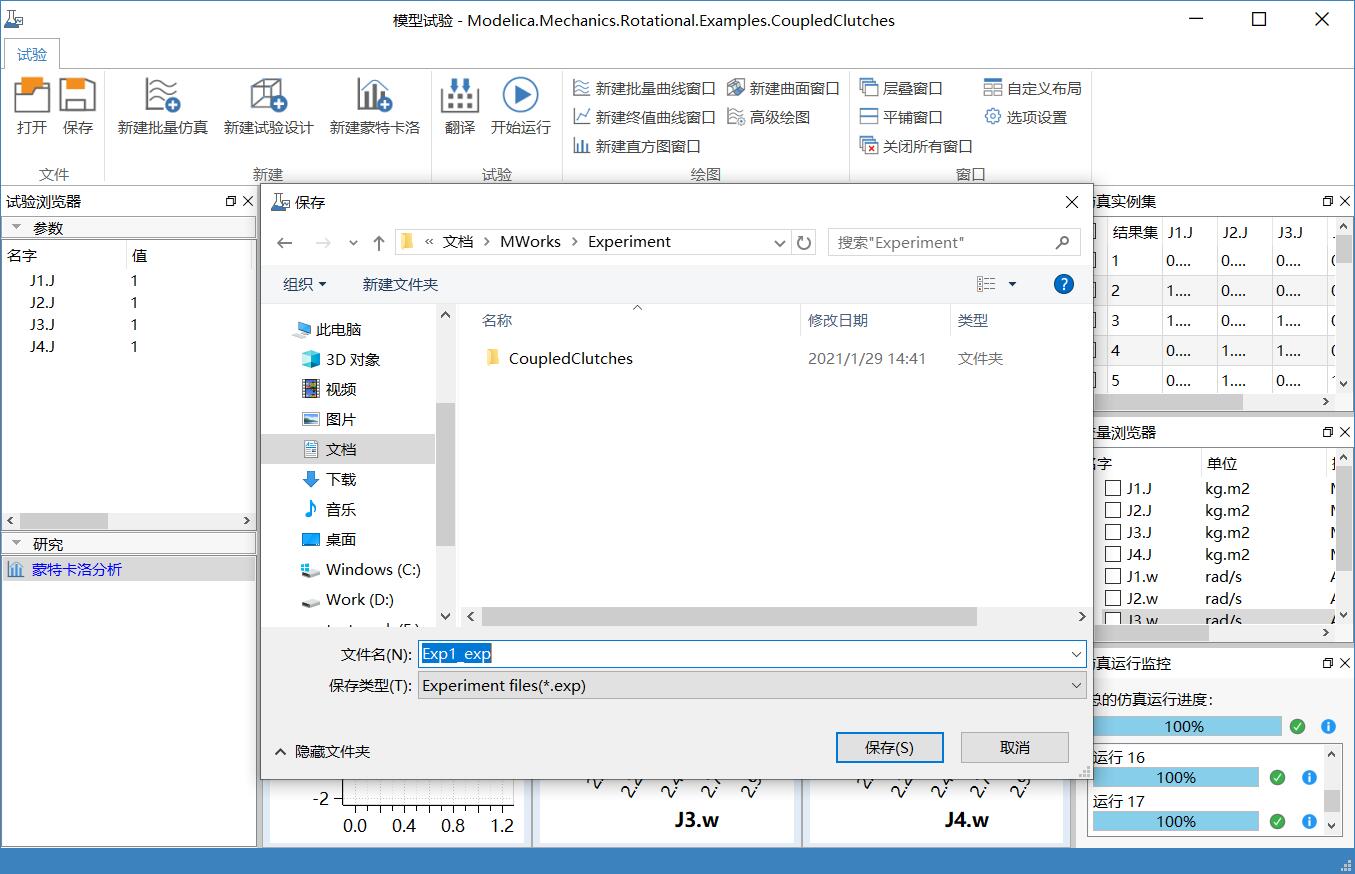 模型试验 - Modelica.Mechanics.Rotational.Examples.CoupledClutches
试验
打开
保存
新建批量仿真
新建试验设计
新建蒙特卡洛
翻译
开始运行
新建批量曲线窗口
新建曲面窗口
新建终值曲线窗口
高级绘图
新建直方图窗口
层叠窗口
自定义布局
平铺窗口
选项设置
关闭所有窗口
文件
新建
试验
绘图
窗口
试验浏览器
参数
名字 值
J1.J 1
J2.J 1
J3.J 1
J4.J 1
研究
蒙特卡洛分析
保存
« 文档 › MWorks › Experiment
搜索"Experiment"
组织
新建文件夹
此电脑
3D 对象
视频
图片
文档
下载
音乐
桌面
Windows (C:)
Work (D:)
名称 修改日期 类型
CoupledClutches 2021/1/29 14:41 文件夹
文件名(N): Exp1_exp
保存类型(T): Experiment files(*.exp)
隐藏文件夹
保存(S)
取消
真实例集
结果集 J1.J J2.J J3.J
1 0.... 0.... 0....
2 1.... 0.... 0....
3 1.... 0.... 1....
4 0.... 1.... 1....
5 0.... 1.... 0....
量浏览器
字 单位
J1.J kg.m2
J2.J kg.m2
J3.J kg.m2
J4.J kg.m2
J1.w rad/s
J2.w rad/s
J3.w rad/s
真运行监控
总的仿真运行进度:
100%
运行 16
100%
运行 17
100%
-2
0.0 0.4 0.8 1.2
J3.w
J4.w